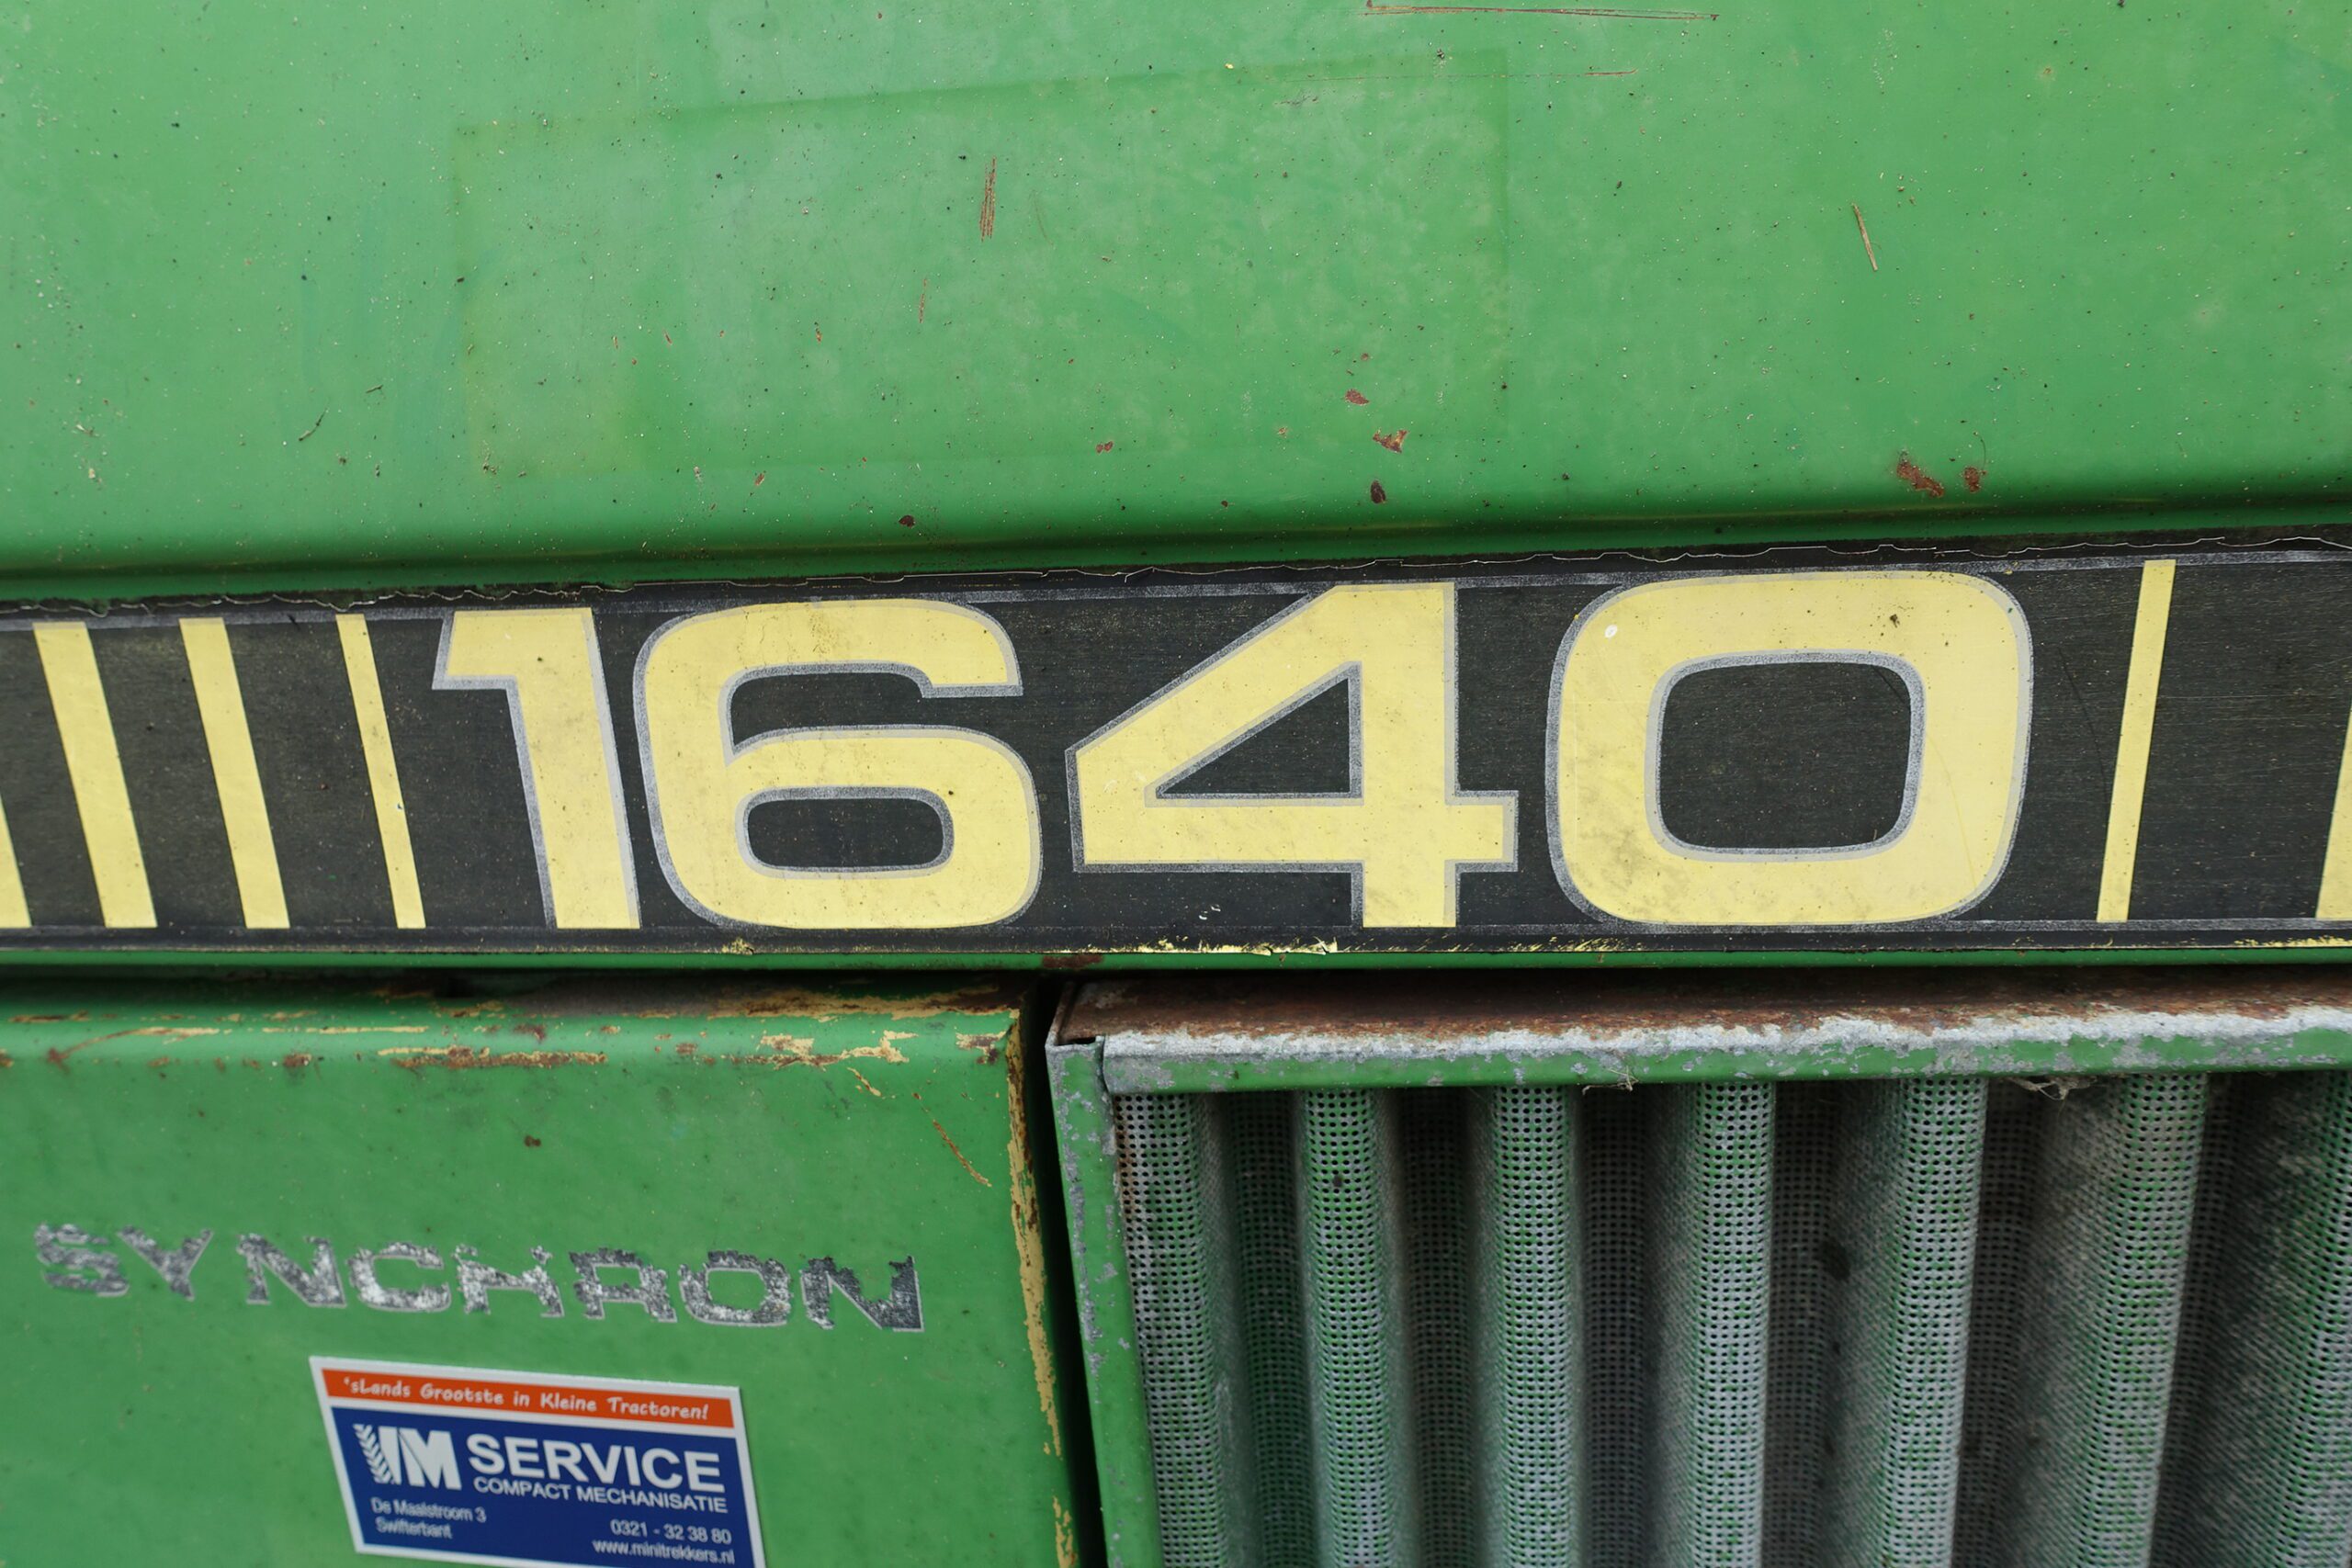 1640
SYNCHRON
'sLands Grootste in Kleine Tractoren!
IM SERVICE
COMPACT MECHANISATIE
De Maalstroom 3
Swifterbant
0321 - 32 38 80
www.minitrekkers.nl